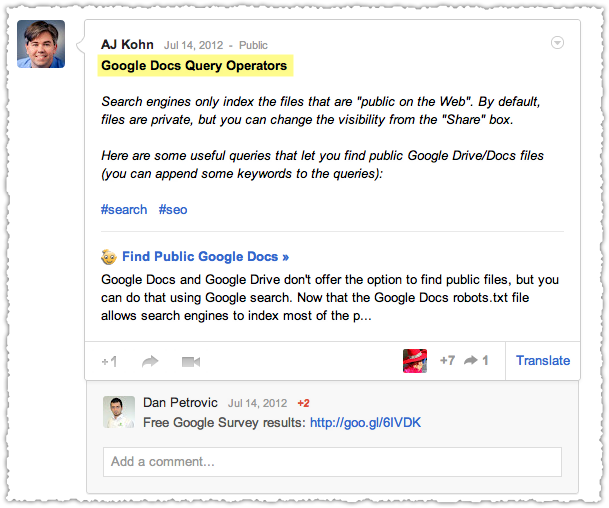 AJ Kohn Jul 14, 2012 - Public
Google Docs Query Operators
Search engines only index the files that are "public on the Web". By default,
files are private, but you can change the visibility from the "Share" box.
Here are some useful queries that let you find public Google Drive/Docs files
(you can append some keywords to the queries):
#search #seo
Find Public Google Docs »
Google Docs and Google Drive don't offer the option to find public files, but you
can do that using Google search. Now that the Google Docs robots.txt file
allows search engines to index most of the p...
+1 +7 1 Translate
Dan Petrovic Jul 14, 2012 +2
Free Google Survey results: http://goo.gl/6IVDK
Add a comment...